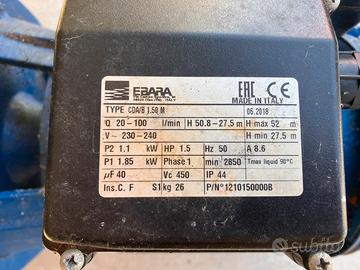 EBARA
EAC CE
MADE IN ITALY
TYPE CDA/B 1.50 M 06.2018
Q 20-100 l/min H 50.8-27.5 m H max 52 m
V~ 230-240 H min 27.5 m
P2 1.1 kW HP 1.5 Hz 50 A 8.6
P1 1.85 kW Phase 1 min 2850 Tmax liquid 90°C
µF 40 Vc 450 IP 44
Ins.C. F S1 kg 26 P/N°1210150000B
subito